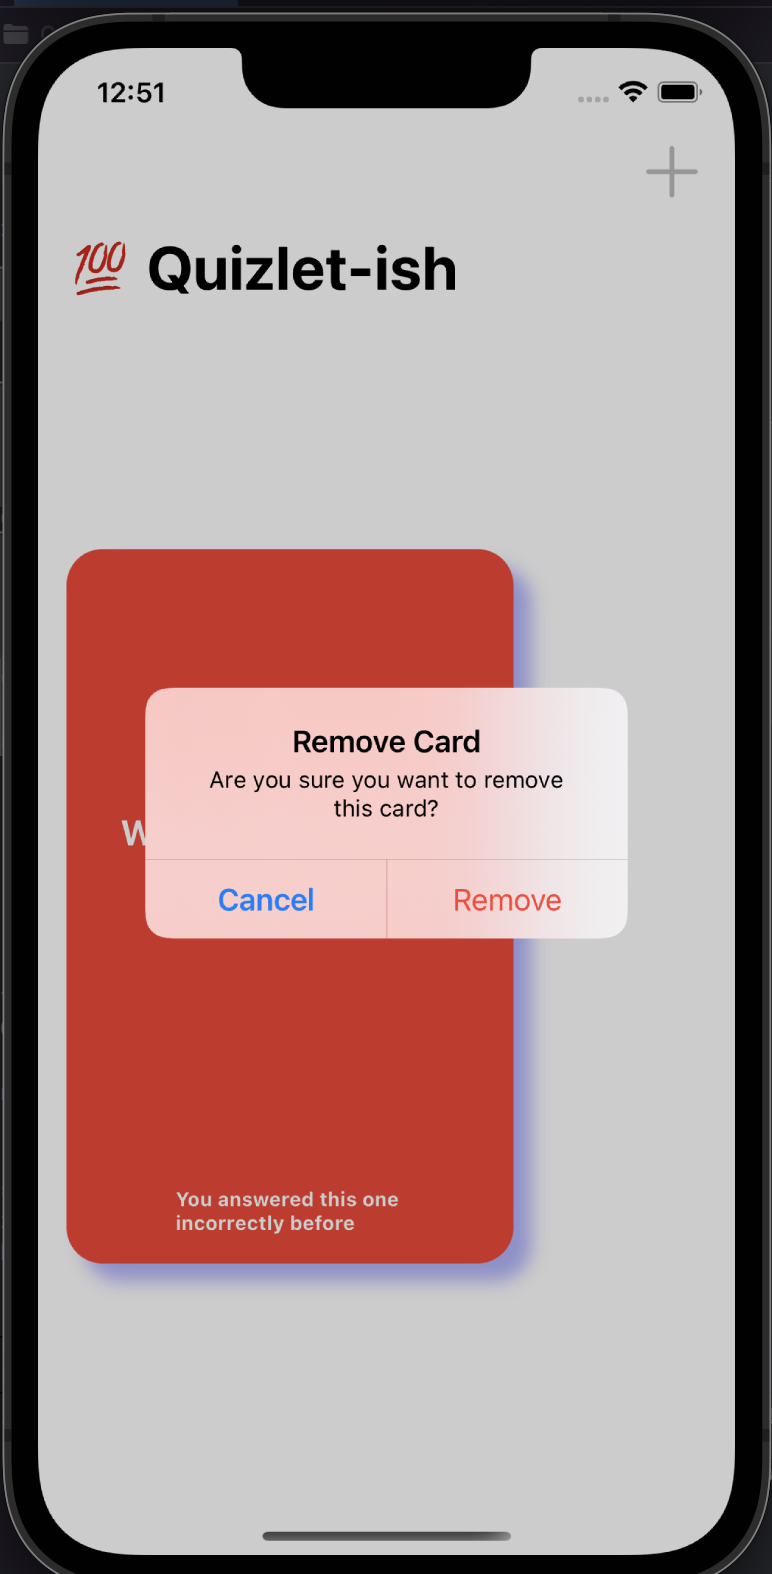 12:51
💯 Quizlet-ish
Remove Card
Are you sure you want to remove
this card?
W
Cancel
Remove
You answered this one
incorrectly before